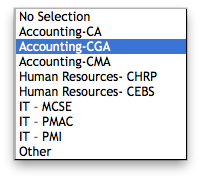 No Selection
Accounting-CA
Accounting-CGA
Accounting-CMA
Human Resources- CHRP
Human Resources- CEBS
IT – MCSE
IT – PMAC
IT – PMI
Other